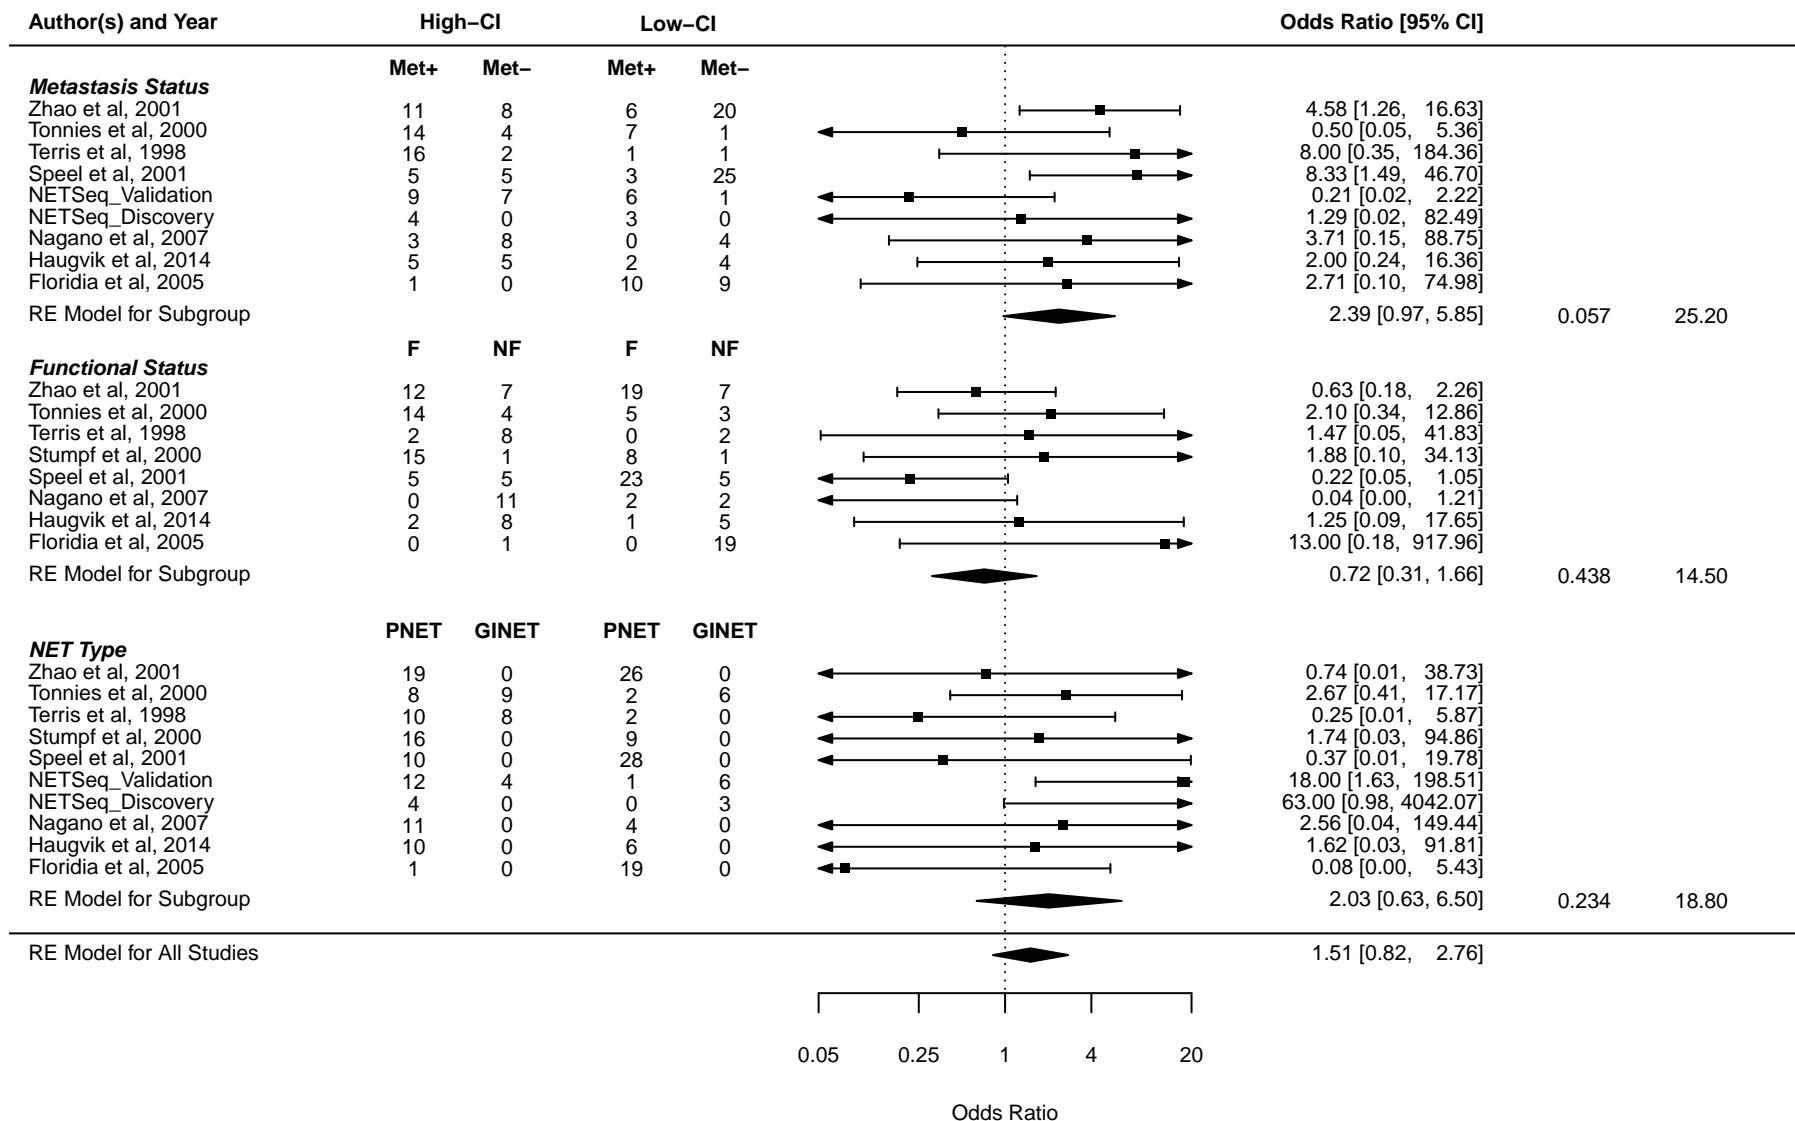 Author(s) and Year High−CI Low−CI Odds Ratio [95% CI]
Met+ Met− Met+ Met−
Metastasis Status
Zhao et al, 2001 11 8 6 20 4.58 [1.26, 16.63]
Tonnies et al, 2000 14 4 7 1 0.50 [0.05, 5.36]
Terris et al, 1998 16 2 1 1 8.00 [0.35, 184.36]
Speel et al, 2001 5 5 3 25 8.33 [1.49, 46.70]
NETSeq_Validation 9 7 6 1 0.21 [0.02, 2.22]
NETSeq_Discovery 4 0 3 0 1.29 [0.02, 82.49]
Nagano et al, 2007 3 8 0 4 3.71 [0.15, 88.75]
Haugvik et al, 2014 5 5 2 4 2.00 [0.24, 16.36]
Floridia et al, 2005 1 0 10 9 2.71 [0.10, 74.98]
RE Model for Subgroup 2.39 [0.97, 5.85] 0.057 25.20
F NF F NF
Functional Status
Zhao et al, 2001 12 7 19 7 0.63 [0.18, 2.26]
Tonnies et al, 2000 14 4 5 3 2.10 [0.34, 12.86]
Terris et al, 1998 2 8 0 2 1.47 [0.05, 41.83]
Stumpf et al, 2000 15 1 8 1 1.88 [0.10, 34.13]
Speel et al, 2001 5 5 23 5 0.22 [0.05, 1.05]
Nagano et al, 2007 0 11 2 2 0.04 [0.00, 1.21]
Haugvik et al, 2014 2 8 1 5 1.25 [0.09, 17.65]
Floridia et al, 2005 0 1 0 19 13.00 [0.18, 917.96]
RE Model for Subgroup 0.72 [0.31, 1.66] 0.438 14.50
PNET GINET PNET GINET
NET Type
Zhao et al, 2001 19 0 26 0 0.74 [0.01, 38.73]
Tonnies et al, 2000 8 9 2 6 2.67 [0.41, 17.17]
Terris et al, 1998 10 8 2 0 0.25 [0.01, 5.87]
Stumpf et al, 2000 16 0 9 0 1.74 [0.03, 94.86]
Speel et al, 2001 10 0 28 0 0.37 [0.01, 19.78]
NETSeq_Validation 12 4 1 6 18.00 [1.63, 198.51]
NETSeq_Discovery 4 0 0 3 63.00 [0.98, 4042.07]
Nagano et al, 2007 11 0 4 0 2.56 [0.04, 149.44]
Haugvik et al, 2014 10 0 6 0 1.62 [0.03, 91.81]
Floridia et al, 2005 1 0 19 0 0.08 [0.00, 5.43]
RE Model for Subgroup 2.03 [0.63, 6.50] 0.234 18.80
RE Model for All Studies 1.51 [0.82, 2.76]
0.05 0.25 1 4 20
Odds Ratio